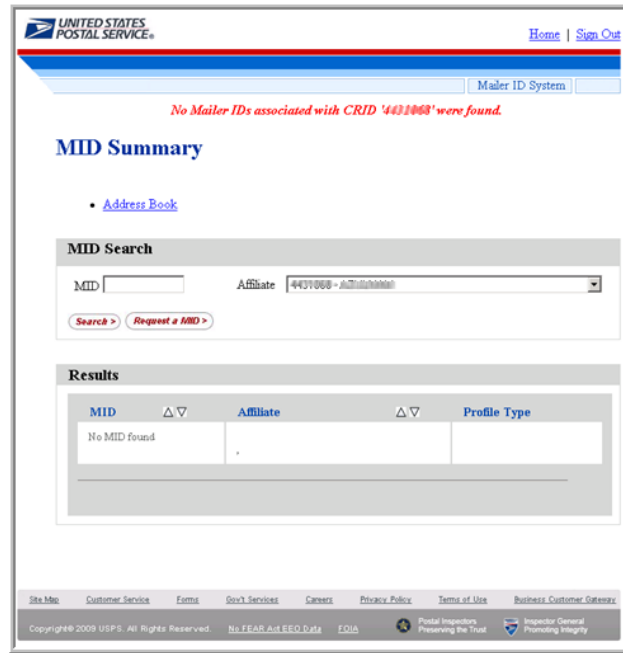 UNITED STATES
POSTAL SERVICE®
Home | Sign Out
Mailer ID System
No Mailer IDs associated with CRID '' were found.
MID Summary
• Address Book
MID Search
MID Affiliate
Search > Request a MID >
Results
MID △▽ Affiliate △▽ Profile Type
No MID found
,
Site Map Customer Service Forms Gov't Services Careers Privacy Policy Terms of Use Business Customer Gateway
Copyright© 2009 USPS. All Rights Reserved. No FEAR Act EEO Data FOIA Postal Inspectors Preserving the Trust Inspector General Promoting Integrity